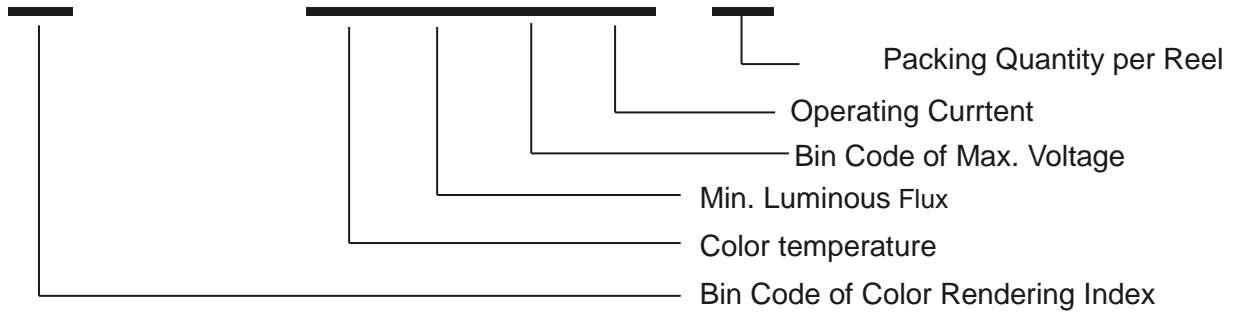 Packing Quantity per Reel
Operating Currtent
Bin Code of Max. Voltage
Min. Luminous Flux
Color temperature
Bin Code of Color Rendering Index